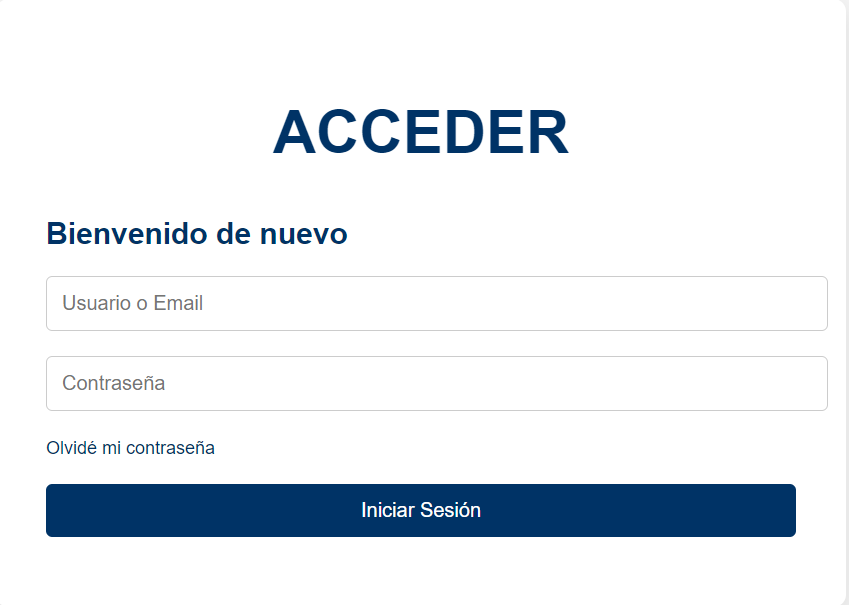 ACCEDER
Bienvenido de nuevo
Usuario o Email
Contraseña
Olvidé mi contraseña
Iniciar Sesión